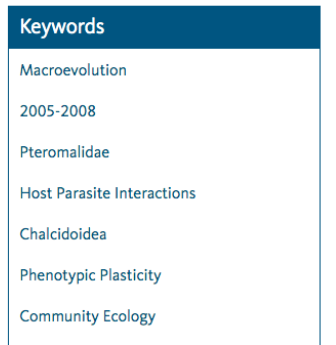 Keywords
Macroevolution
2005-2008
Pteromalidae
Host Parasite Interactions
Chalcidoidea
Phenotypic Plasticity
Community Ecology